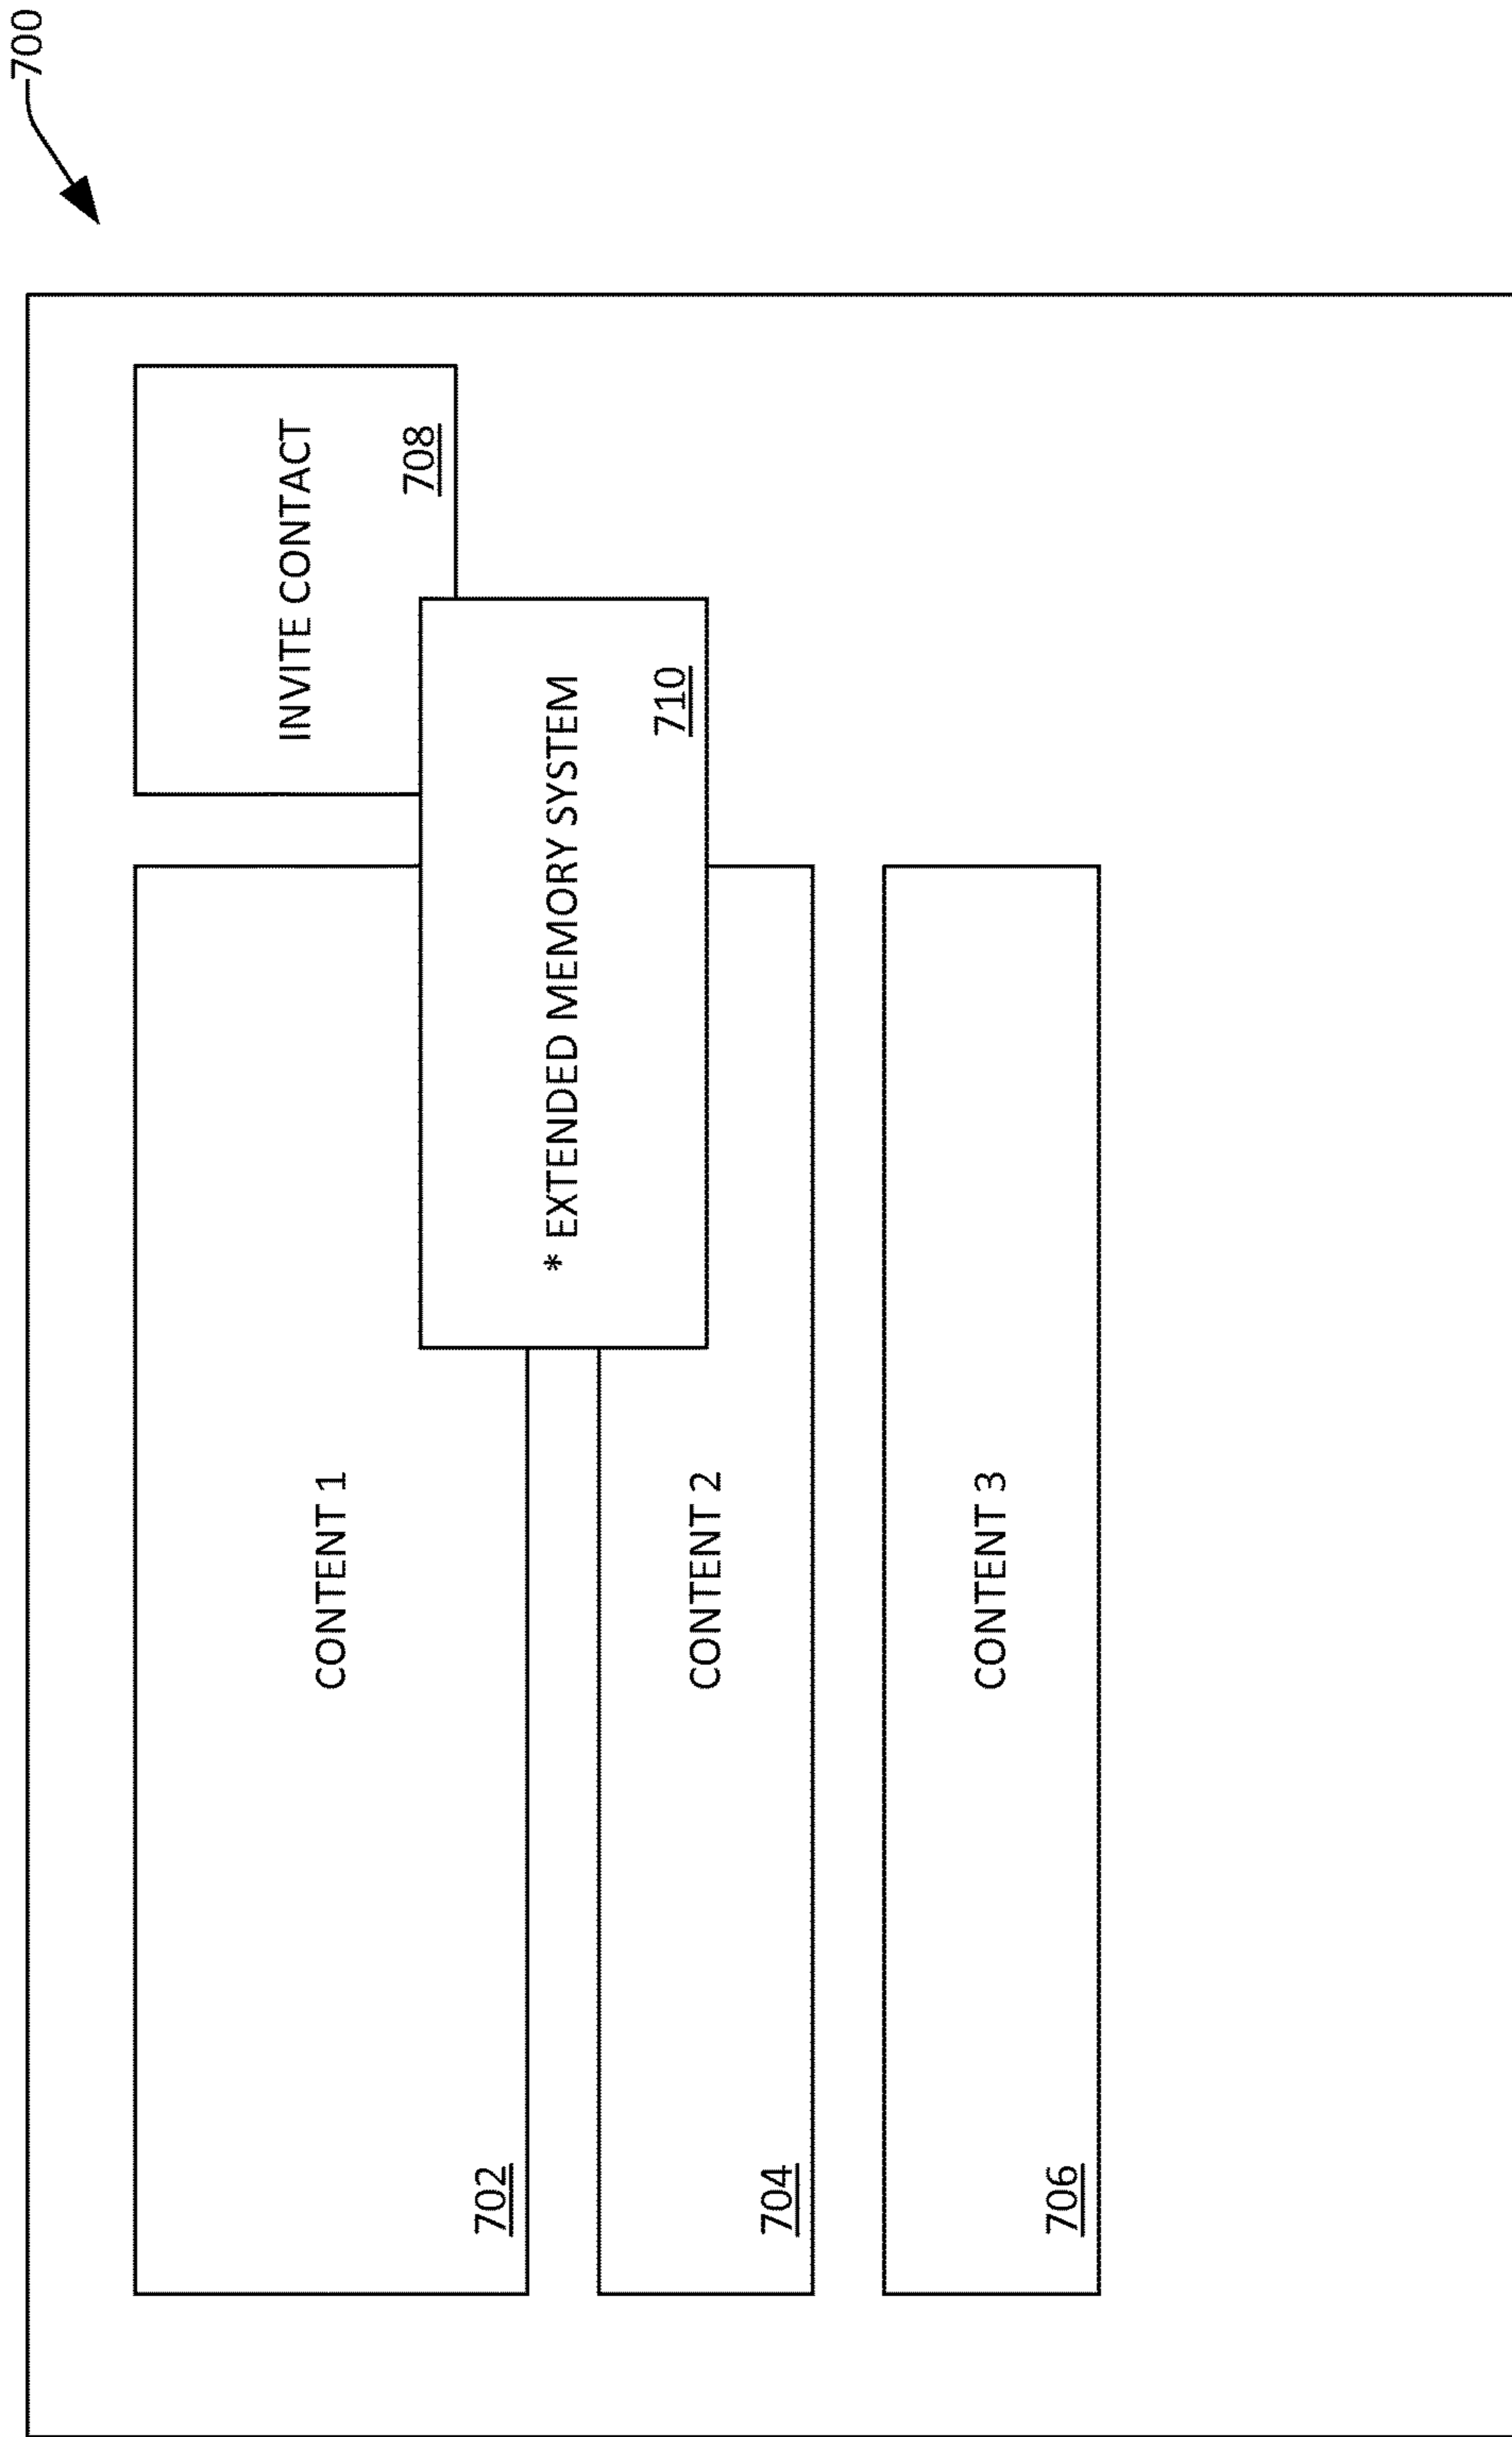 700
CONTENT 1
702
INVITE CONTACT
708
* EXTENDED MEMORY SYSTEM
710
CONTENT 2
704
CONTENT 3
706